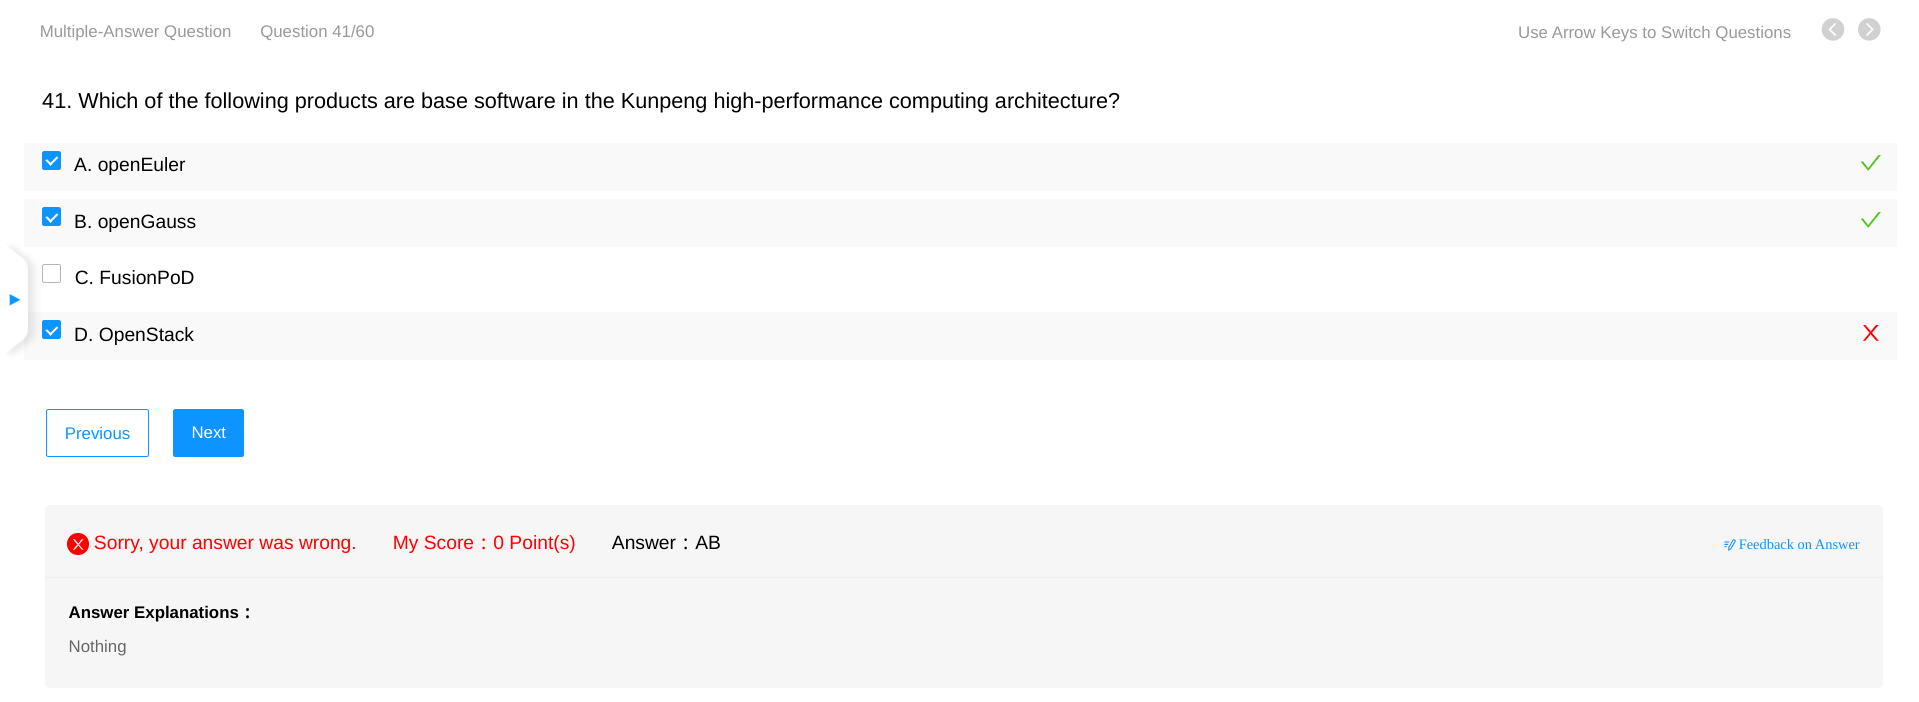 Multiple-Answer Question Question 41/60 Use Arrow Keys to Switch Questions
41. Which of the following products are base software in the Kunpeng high-performance computing architecture?
A. openEuler
B. openGauss
C. FusionPoD
D. OpenStack
Previous Next
Sorry, your answer was wrong. My Score：0 Point(s) Answer：AB Feedback on Answer
Answer Explanations：
Nothing